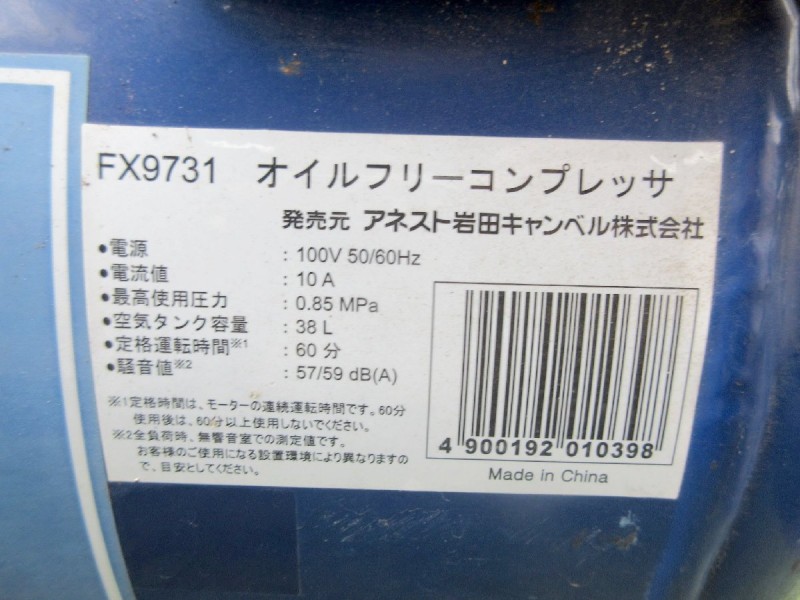 FX9731 オイルフリーコンプレッサ
発売元 アネスト岩田キャンベル株式会社
●電源 : 100V 50/60Hz
●電流値 : 10 A
●最高使用圧力 : 0.85 MPa
●空気タンク容量 : 38 L
●定格運転時間※1 : 60 分
●騒音値※2 : 57/59 dB(A)
※1定格時間は、モーターの連続運転時間です。60分
使用後は、60分以上使用しないでください。
※2全負荷時、無響音室での測定値です。
お客様のご使用になる設置環境により異なりますの
で、目安としてください。
4 900192 010398
Made in China